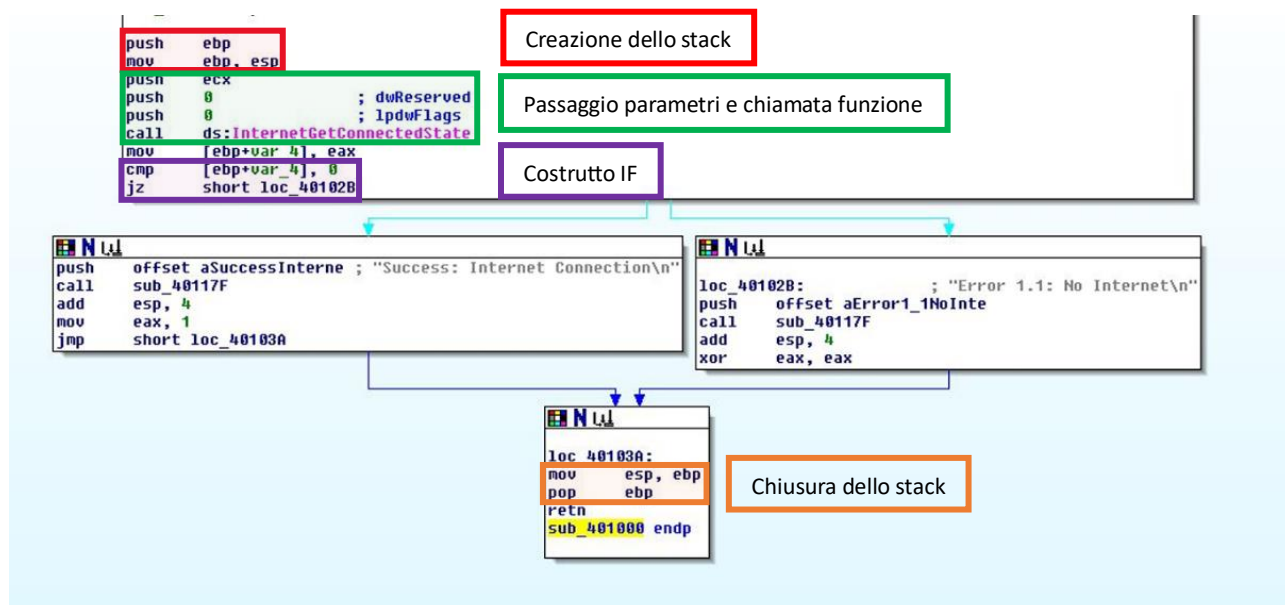 push ebp
mov ebp, esp
push ecx
push 0 ; dwReserved
push 0 ; lpdwFlags
call ds:InternetGetConnectedState
mov [ebp+var_4], eax
cmp [ebp+var_4], 0
jz short loc_40102B
Creazione dello stack
Passaggio parametri e chiamata funzione
Costrutto IF
push offset aSuccessInterne ; "Success: Internet Connection\n"
call sub_40117F
add esp, 4
mov eax, 1
jmp short loc_40103A
loc_40102B: ; "Error 1.1: No Internet\n"
push offset aError1_1NoInte
call sub_40117F
add esp, 4
xor eax, eax
loc_40103A:
mov esp, ebp
pop ebp
retn
sub_401000 endp
Chiusura dello stack